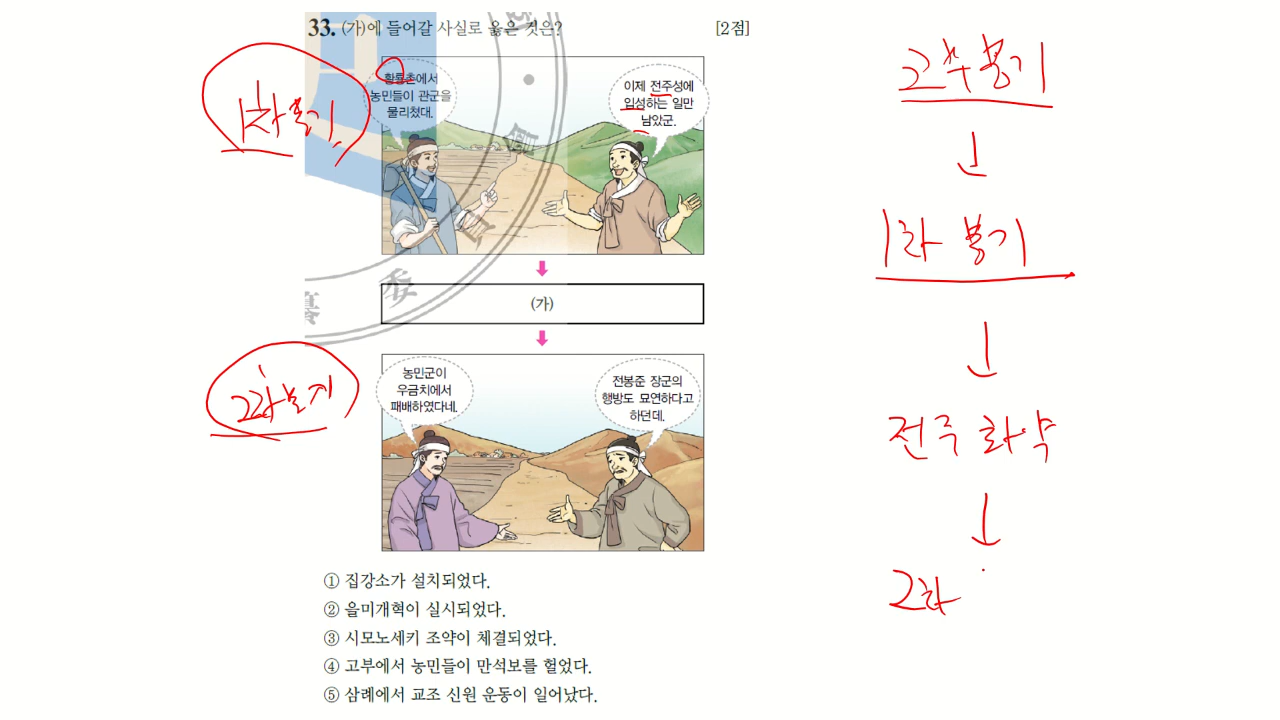 33. (가)에 들어갈 사실로 옳은 것은? [2점]
1차 봉기
황룡촌에서
농민들이 관군을
물리쳤대.
이제 전주성에
입성하는 일만
남았군.
(가)
2차 봉기
농민군이
우금치에서
패배하였다네.
전봉준 장군의
행방도 묘연하다고
하던데.
① 집강소가 설치되었다.
② 을미개혁이 실시되었다.
③ 시모노세키 조약이 체결되었다.
④ 고부에서 농민들이 만석보를 헐었다.
⑤ 삼례에서 교조 신원 운동이 일어났다.
고부봉기
↓
1차 봉기
↓
전주 화약
↓
2차